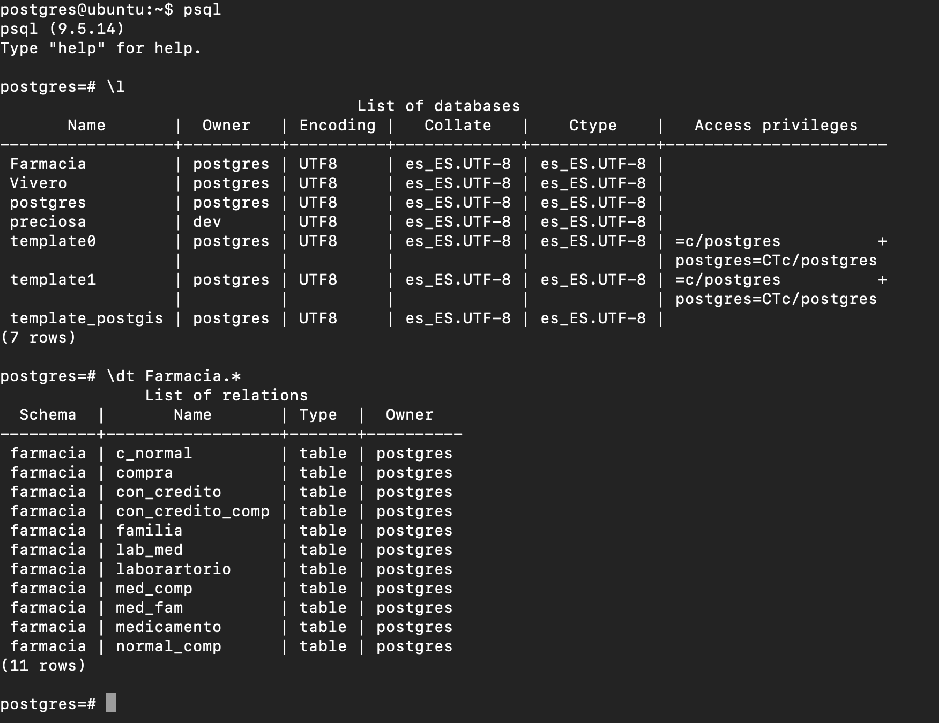 postgres@ubuntu:~$ psql
psql (9.5.14)
Type "help" for help.

postgres=# \l
                                  List of databases
       Name       |  Owner   | Encoding |   Collate   |    Ctype    |   Access privileges
------------------+----------+----------+-------------+-------------+-----------------------
 Farmacia         | postgres | UTF8     | es_ES.UTF-8 | es_ES.UTF-8 |
 Vivero           | postgres | UTF8     | es_ES.UTF-8 | es_ES.UTF-8 |
 postgres         | postgres | UTF8     | es_ES.UTF-8 | es_ES.UTF-8 |
 preciosa         | dev      | UTF8     | es_ES.UTF-8 | es_ES.UTF-8 |
 template0        | postgres | UTF8     | es_ES.UTF-8 | es_ES.UTF-8 | =c/postgres          +
                  |          |          |             |             | postgres=CTc/postgres
 template1        | postgres | UTF8     | es_ES.UTF-8 | es_ES.UTF-8 | =c/postgres          +
                  |          |          |             |             | postgres=CTc/postgres
 template_postgis | postgres | UTF8     | es_ES.UTF-8 | es_ES.UTF-8 |
(7 rows)

postgres=# \dt Farmacia.*
               List of relations
  Schema  |       Name       | Type  |  Owner
----------+------------------+-------+----------
 farmacia | c_normal         | table | postgres
 farmacia | compra           | table | postgres
 farmacia | con_credito      | table | postgres
 farmacia | con_credito_comp | table | postgres
 farmacia | familia          | table | postgres
 farmacia | lab_med          | table | postgres
 farmacia | laborartorio     | table | postgres
 farmacia | med_comp         | table | postgres
 farmacia | med_fam          | table | postgres
 farmacia | medicamento      | table | postgres
 farmacia | normal_comp      | table | postgres
(11 rows)

postgres=#